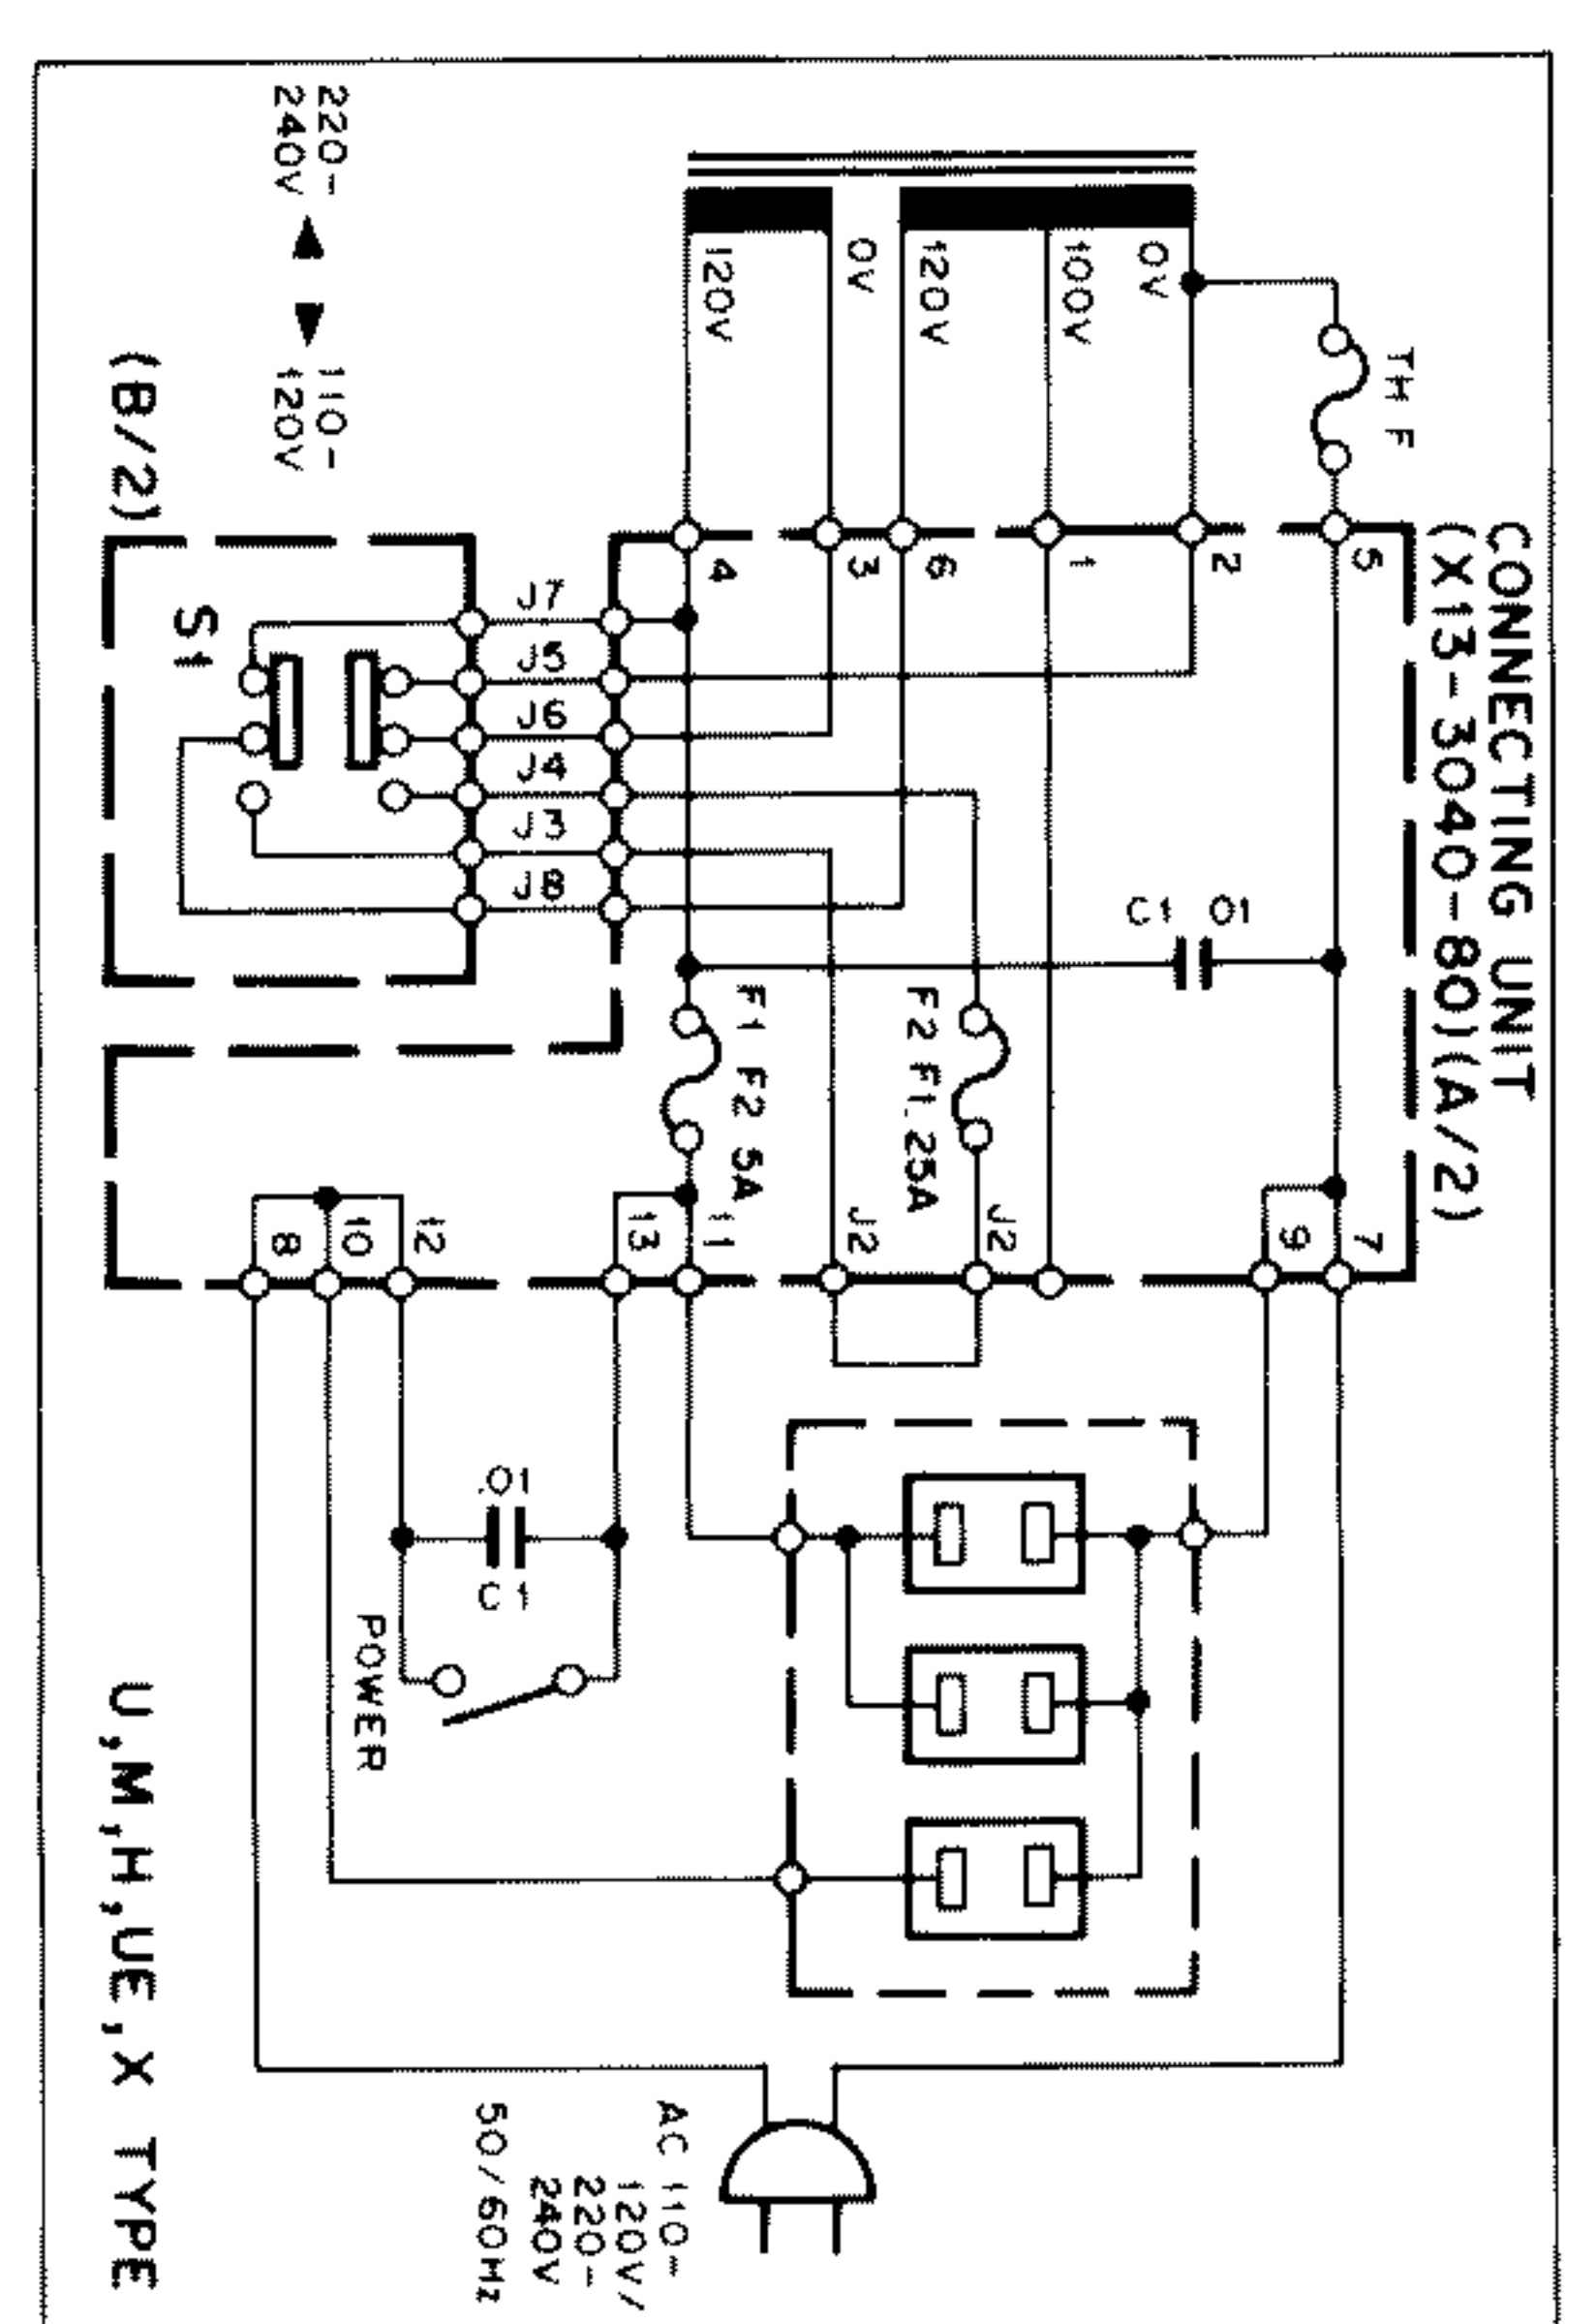 CONNECTING UNIT
(X13-3040-80)(A/2)
TH F
5
2
1
6
3
4
0V
100V
120V
0V
120V
220-
240V
110-
120V
(B/2)
S1
J7
J5
J6
J4
J3
J8
C1 01
F2 F1.25A
F1 F2 5A
7
9
J2
J2
11
13
12
10
8
.01
C1
POWER
AC 110-
120V/
220-
240V
50/60Hz
U,M,H,UE,X TYPE